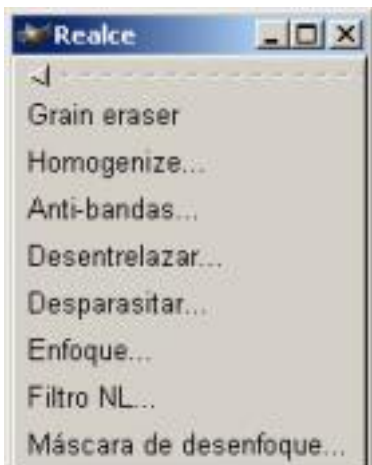 Realce
Grain eraser
Homogenize...
Anti-bandas...
Desentrelazar...
Desparasitar...
Enfoque...
Filtro NL...
Máscara de desenfoque...